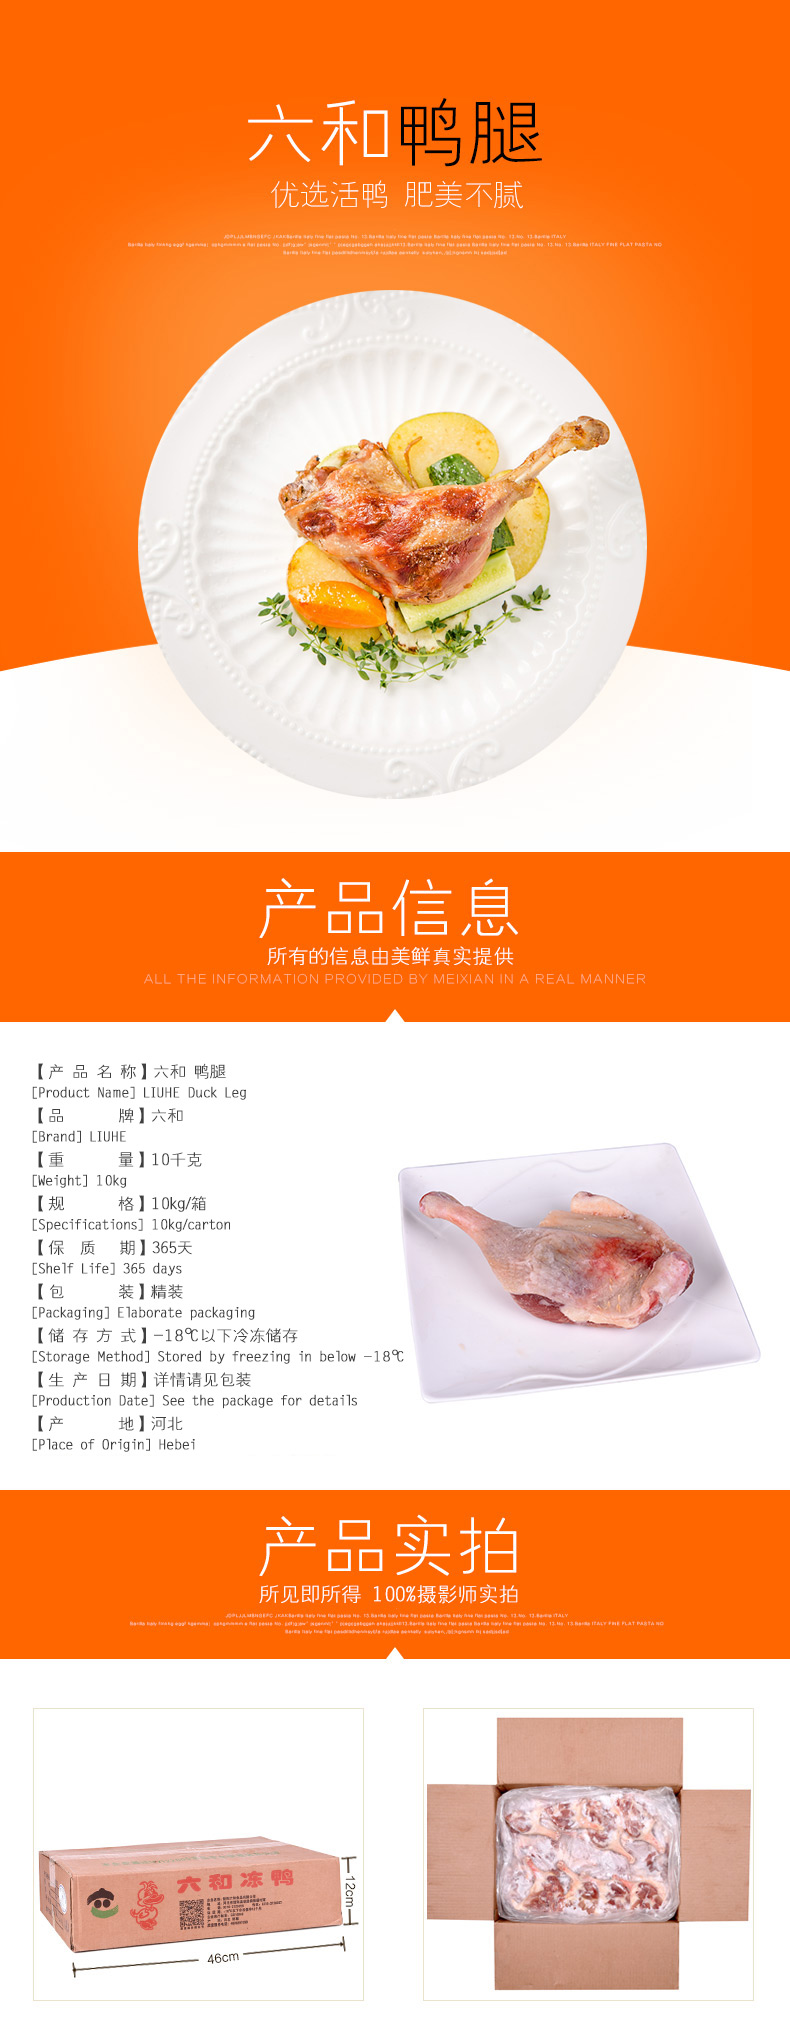 六和鸭腿
优选活鸭 肥美不腻
产品信息
所有的信息由美鲜真实提供
ALL THE INFORMATION PROVIDED BY MEIXIAN IN A REAL MANNER
【产品名称】六和 鸭腿
[Product Name] LIUHE Duck Leg
【品 牌】六和
[Brand] LIUHE
【重 量】10千克
[Weight] 10kg
【规 格】10kg/箱
[Specifications] 10kg/carton
【保 质 期】365天
[Shelf Life] 365 days
【包 装】精装
[Packaging] Elaborate packaging
【储存方式】-18℃以下冷冻储存
[Storage Method] Stored by freezing in below -18℃
【生产日期】详情请见包装
[Production Date] See the package for details
【产 地】河北
[Place of Origin] Hebei
产品实拍
所见即所得 100%摄影师实拍
六和冻鸭
12cm
46cm